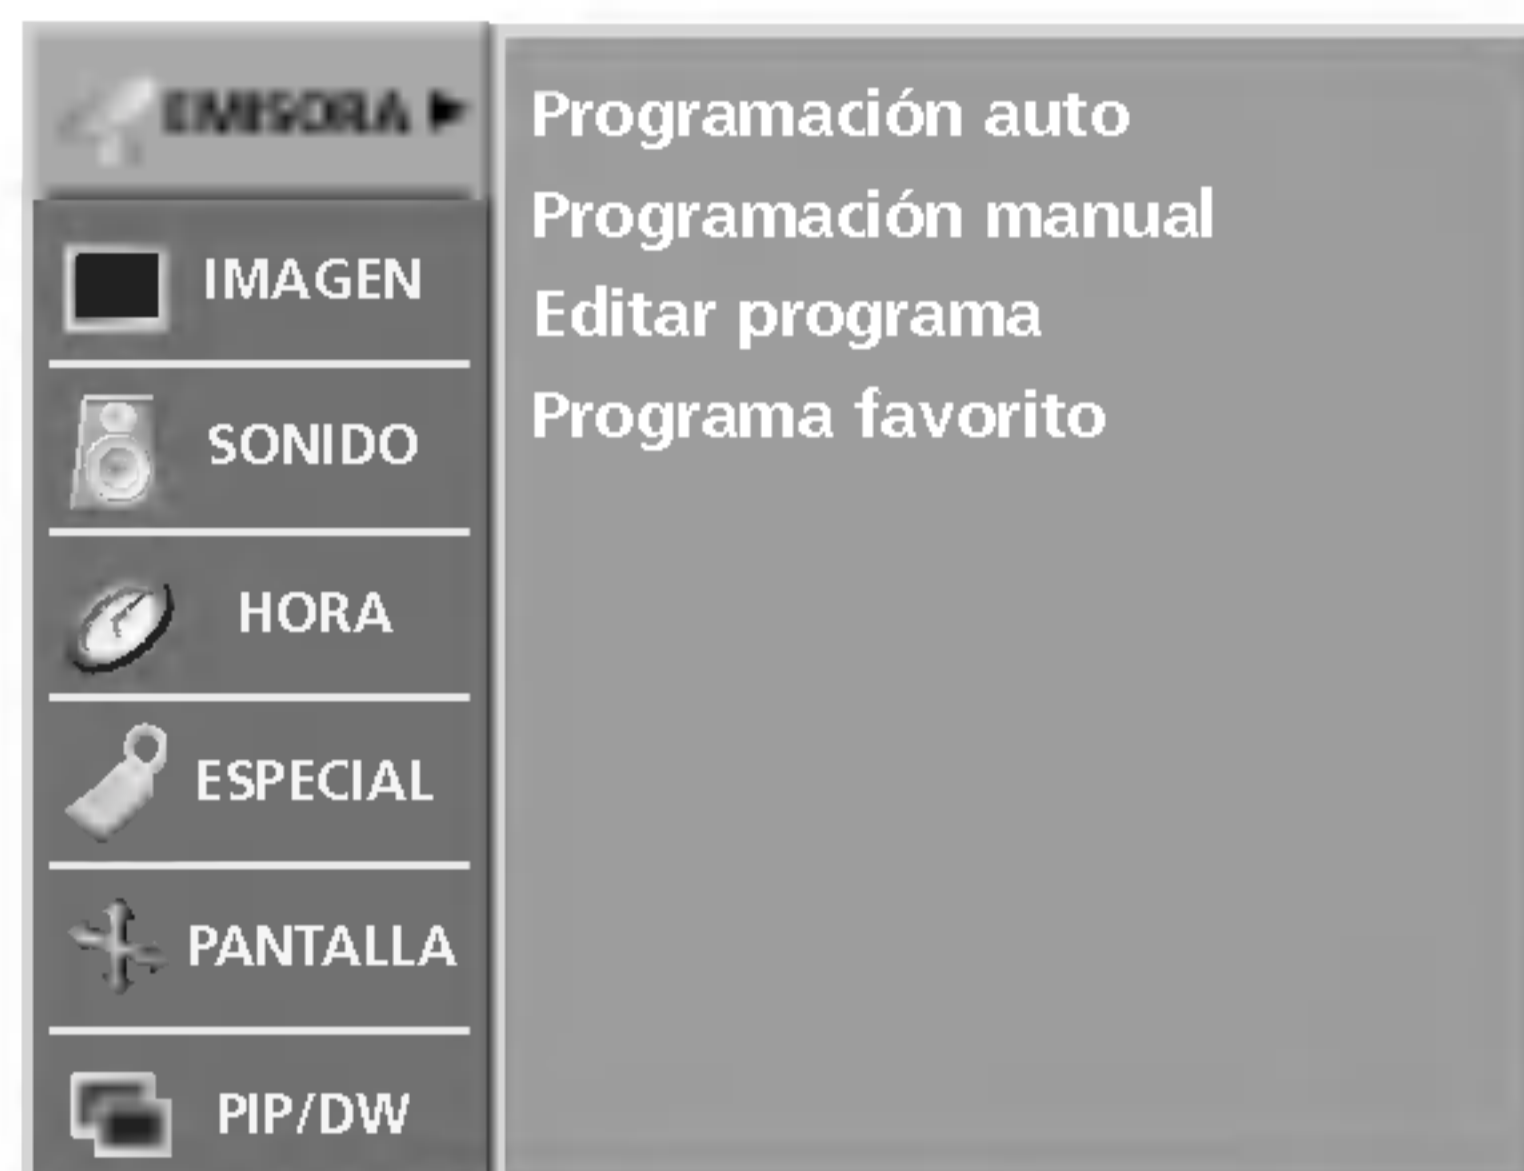 EMISORA
IMAGEN
SONIDO
HORA
ESPECIAL
PANTALLA
PIP/DW
Programación auto
Programación manual
Editar programa
Programa favorito